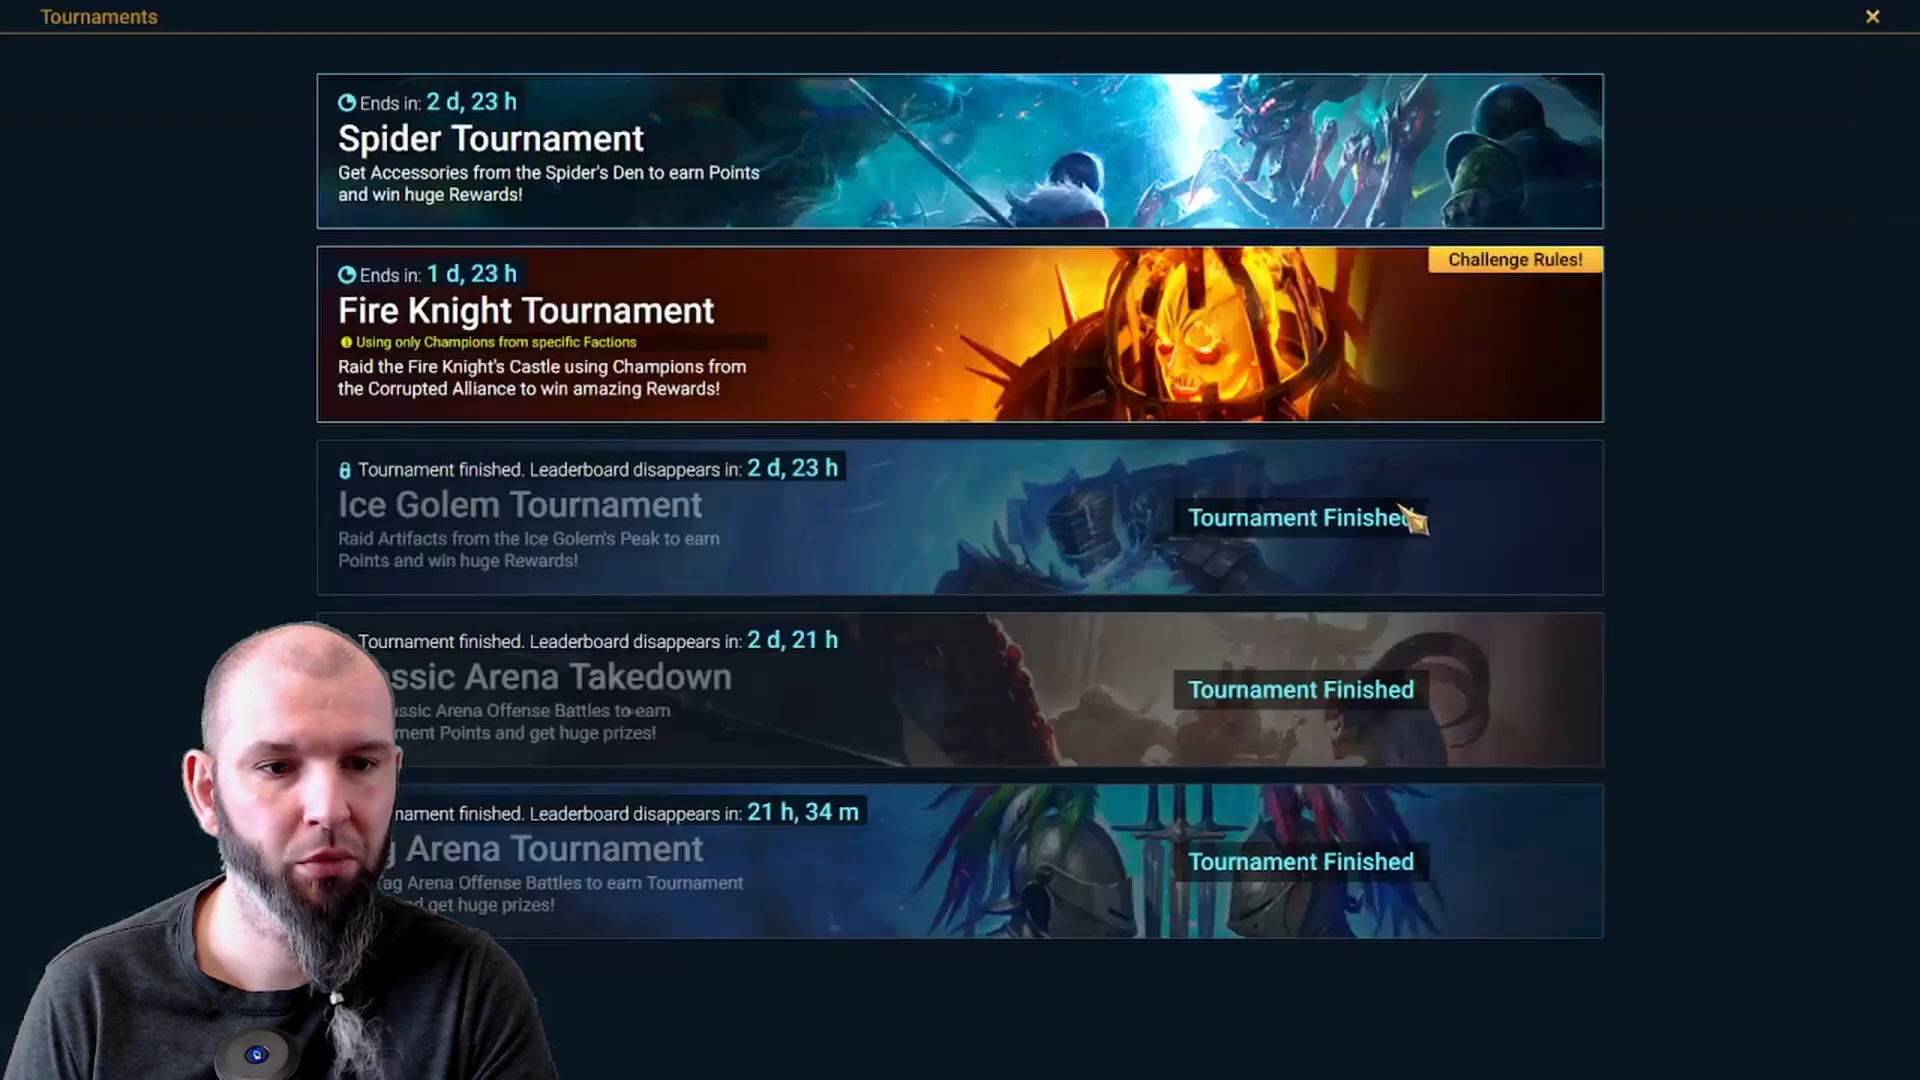 Tournaments
Ends in: 2 d, 23 h
Spider Tournament
Get Accessories from the Spider's Den to earn Points
and win huge Rewards!
Challenge Rules!
Ends in: 1 d, 23 h
Fire Knight Tournament
Using only Champions from specific Factions
Raid the Fire Knight's Castle using Champions from
the Corrupted Alliance to win amazing Rewards!
Tournament finished. Leaderboard disappears in: 2 d, 23 h
Ice Golem Tournament
Raid Artifacts from the Ice Golem's Peak to earn
Points and win huge Rewards!
Tournament Finished
Tournament finished. Leaderboard disappears in: 2 d, 21 h
ssic Arena Takedown
assic Arena Offense Battles to earn
ment Points and get huge prizes!
Tournament Finished
nament finished. Leaderboard disappears in: 21 h, 34 m
g Arena Tournament
ag Arena Offense Battles to earn Tournament
d get huge prizes!
Tournament Finished